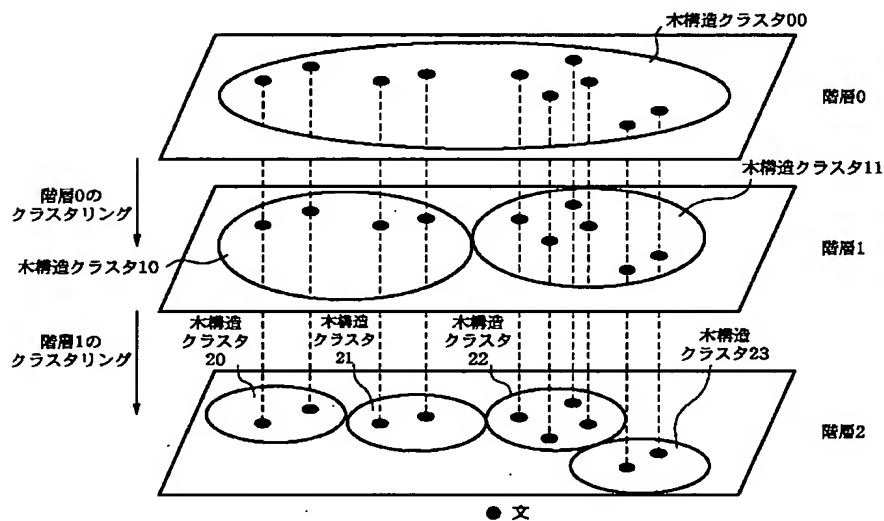 木構造クラスタ00
階層0
階層0の
クラスタリング
木構造クラスタ11
階層1
木構造クラスタ10
階層1の
クラスタリング
木構造
クラスタ
20
木構造
クラスタ
21
木構造
クラスタ
22
木構造
クラスタ23
階層2
文